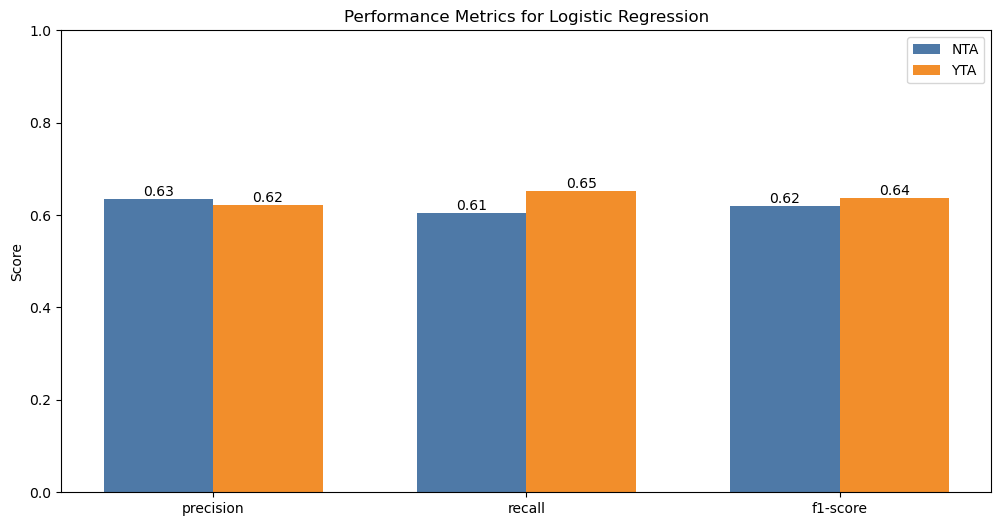 Performance Metrics for Logistic Regression
1.0
0.8
0.6
0.4
0.2
0.0
Score
NTA
YTA
0.63
0.62
0.61
0.65
0.62
0.64
precision
recall
f1-score